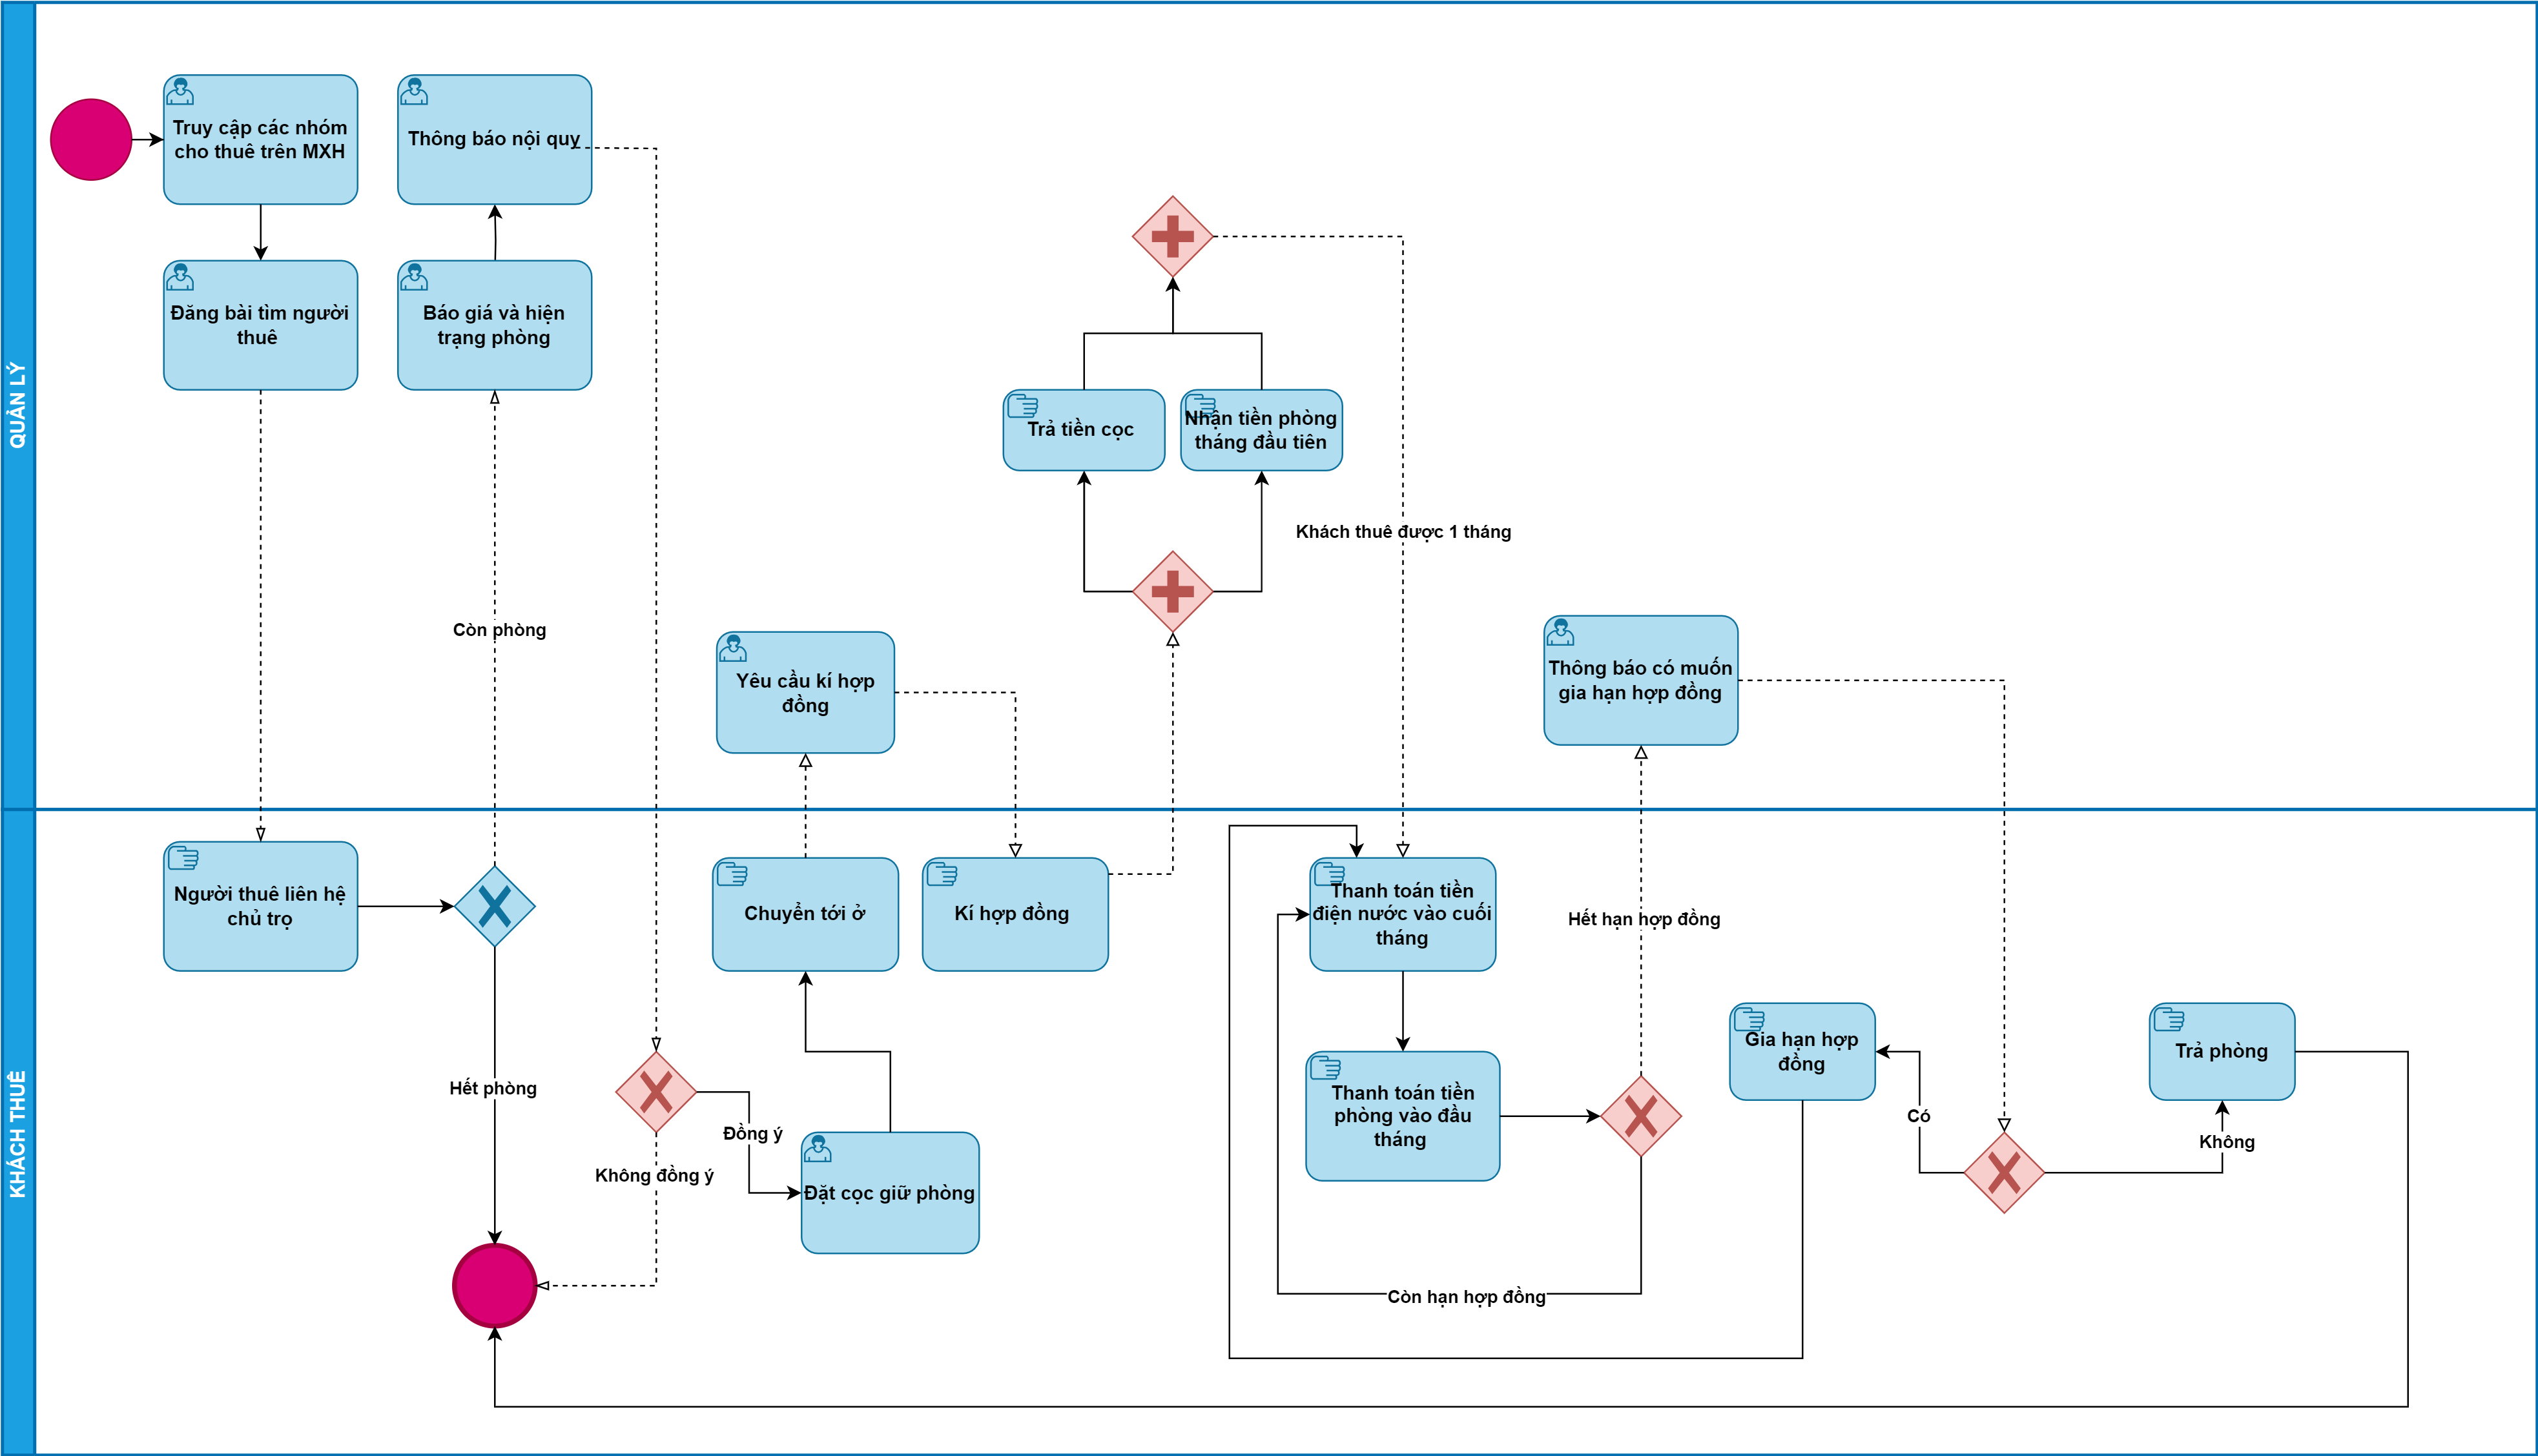 QUẢN LÝ
Truy cập các nhóm
cho thuê trên MXH
Thông báo nội quy
Đăng bài tìm người
thuê
Báo giá và hiện
trạng phòng
Trả tiền cọc
Nhận tiền phòng
tháng đầu tiên
Khách thuê được 1 tháng
Còn phòng
Yêu cầu kí hợp
đồng
Thông báo có muốn
gia hạn hợp đồng
KHÁCH THUÊ
Người thuê liên hệ
chủ trọ
Chuyển tới ở
Kí hợp đồng
Thanh toán tiền
điện nước vào cuối
tháng
Hết hạn hợp đồng
Hết phòng
Đồng ý
Không đồng ý
Đặt cọc giữ phòng
Thanh toán tiền
phòng vào đầu
tháng
Gia hạn hợp
đồng
Có
Trả phòng
Không
Còn hạn hợp đồng